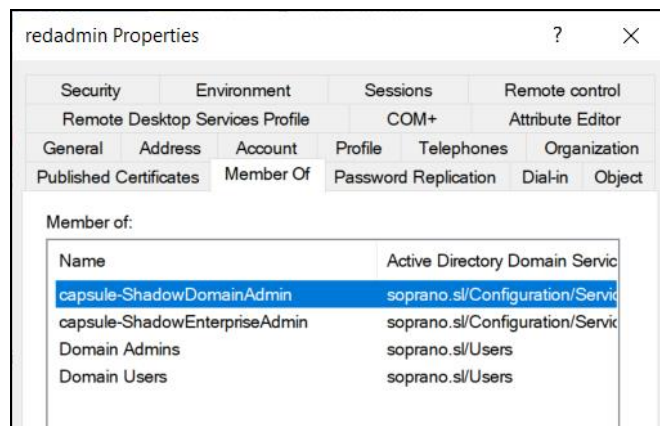 redadmin Properties ?
Security Environment Sessions Remote control
Remote Desktop Services Profile COM+ Attribute Editor
General Address Account Profile Telephones Organization
Published Certificates Member Of Password Replication Dial-in Object
Member of:
Name Active Directory Domain Servic
capsule-ShadowDomainAdmin soprano.sl/Configuration/Servic
capsule-ShadowEnterpriseAdmin soprano.sl/Configuration/Servic
Domain Admins soprano.sl/Users
Domain Users soprano.sl/Users